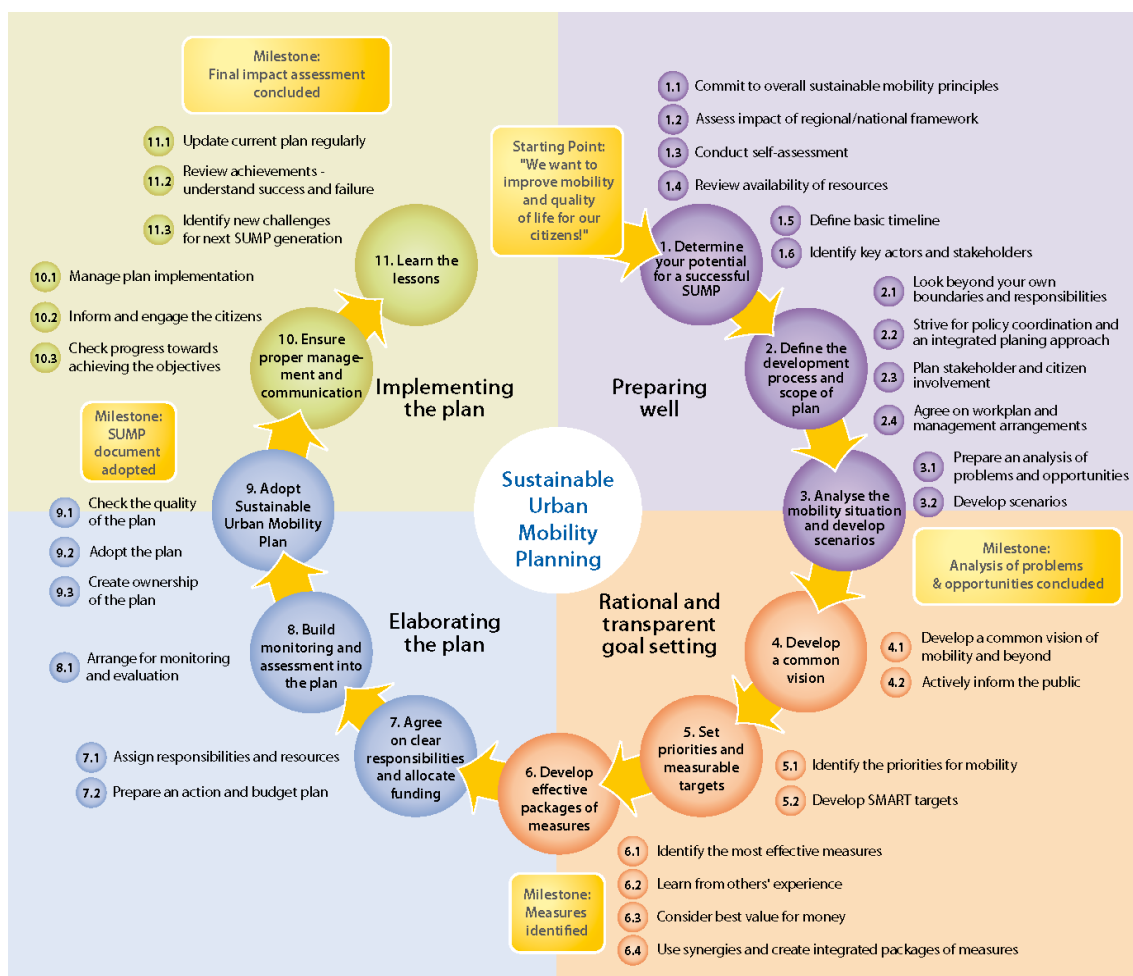 Starting Point:
"We want to
improve mobility
and quality
of life for our
citizens!"
1. Determine
your potential
for a successful
SUMP
1.1 Commit to overall sustainable mobility principles
1.2 Assess impact of regional/national framework
1.3 Conduct self-assessment
1.4 Review availability of resources
1.5 Define basic timeline
1.6 Identify key actors and stakeholders
2. Define the
development
process and
scope of
plan
2.1 Look beyond your own
boundaries and responsibilities
2.2 Strive for policy coordination and
an integrated planing approach
2.3 Plan stakeholder and citizen
involvement
2.4 Agree on workplan and
management arrangements
Preparing
well
3. Analyse the
mobility situation
and develop
scenarios
3.1 Prepare an analysis of
problems and opportunities
3.2 Develop scenarios
Milestone:
Analysis of problems
& opportunities concluded
Sustainable
Urban
Mobility
Planning
Rational and
transparent
goal setting
4. Develop
a common
vision
4.1 Develop a common vision of
mobility and beyond
4.2 Actively inform the public
5. Set
priorities and
measurable
targets
5.1 Identify the priorities for mobility
5.2 Develop SMART targets
6. Develop
effective
packages of
measures
6.1 Identify the most effective measures
6.2 Learn from others' experience
6.3 Consider best value for money
6.4 Use synergies and create integrated packages of measures
Milestone:
Measures
identified
7. Agree
on clear
responsibilities
and allocate
funding
7.1 Assign responsibilities and resources
7.2 Prepare an action and budget plan
Elaborating
the plan
8. Build
monitoring and
assessment into
the plan
8.1 Arrange for monitoring
and evaluation
9. Adopt
Sustainable
Urban Mobility
Plan
9.1 Check the quality
of the plan
9.2 Adopt the plan
9.3 Create ownership
of the plan
Milestone:
SUMP
document
adopted
Implementing
the plan
10. Ensure
proper manage-
ment and
communication
10.1 Manage plan implementation
10.2 Inform and engage the citizens
10.3 Check progress towards
achieving the objectives
11. Learn the
lessons
11.1 Update current plan regularly
11.2 Review achievements -
understand success and failure
11.3 Identify new challenges
for next SUMP generation
Milestone:
Final impact assessment
concluded